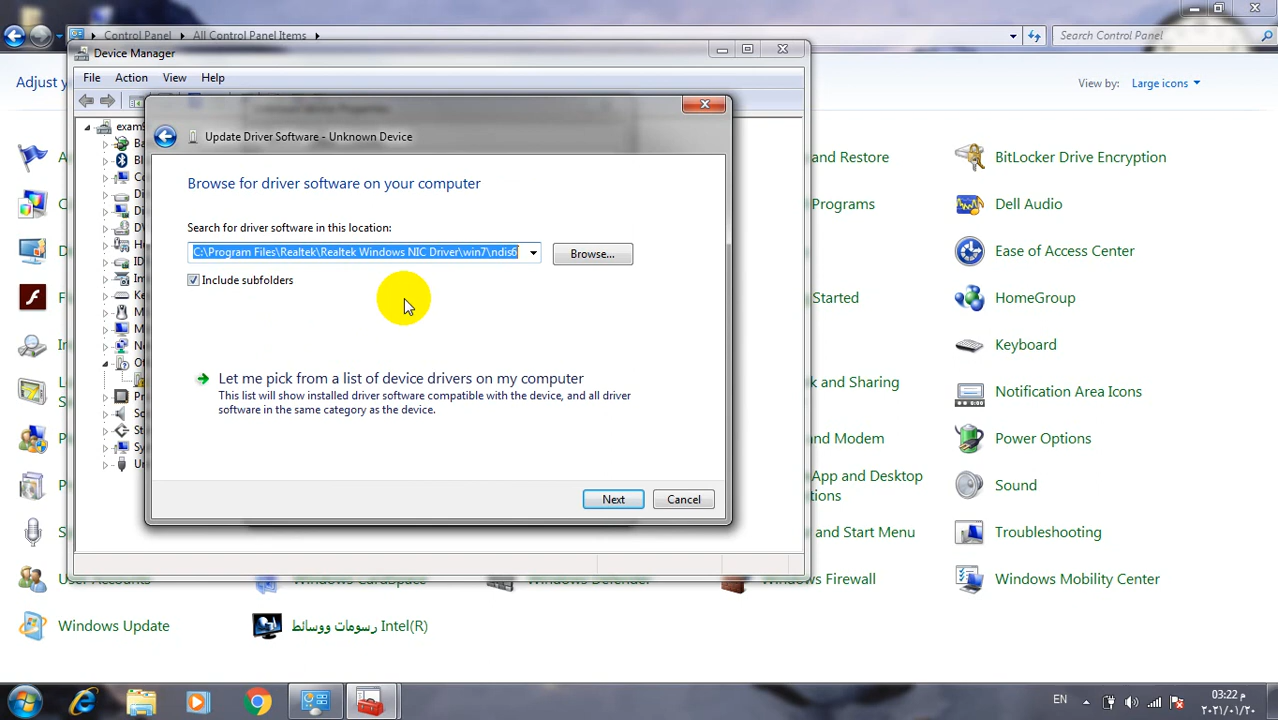 Control Panel
All Control Panel Items
Search Control Panel
Device Manager
File Action View Help
Adjust y
View by: Large icons
exam
Update Driver Software - Unknown Device
Browse for driver software on your computer
Search for driver software in this location:
C:\Program Files\Realtek\Realtek Windows NIC Driver\win7\ndis6
Browse...
Include subfolders
Let me pick from a list of device drivers on my computer
This list will show installed driver software compatible with the device, and all driver
software in the same category as the device.
Next
Cancel
and Restore
BitLocker Drive Encryption
Programs
Dell Audio
Ease of Access Center
Started
HomeGroup
Keyboard
and Sharing
Notification Area Icons
and Modem
Power Options
App and Desktop
Sound
and Start Menu
Troubleshooting
User Accounts
Windows CardSpace
Windows Defender
Windows Firewall
Windows Mobility Center
Windows Update
رسومات ووسائط Intel(R)
EN
03:22 م
٢٠٢١/٠١/٢٠